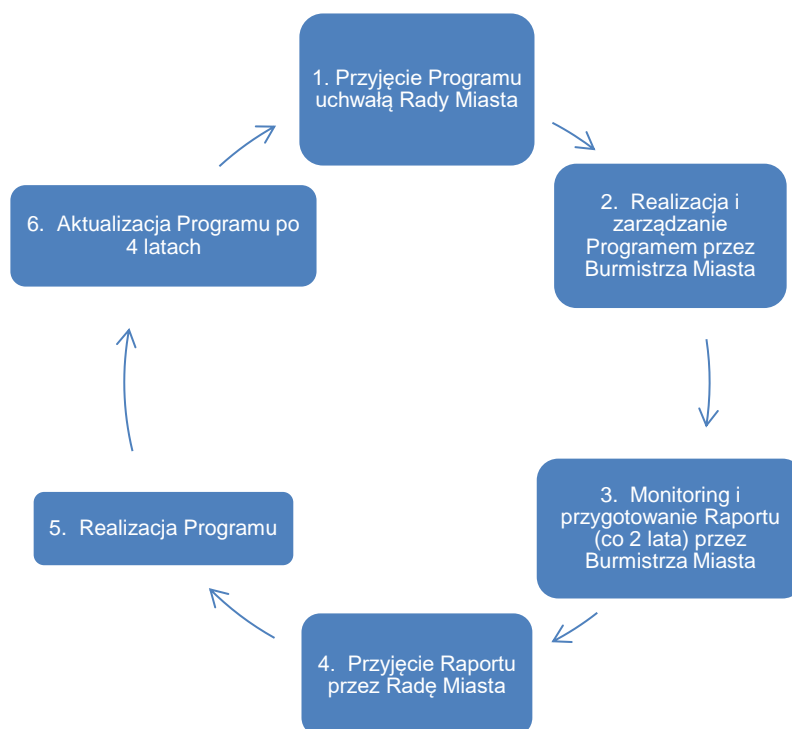 1. Przyjęcie Programu
uchwałą Rady Miasta
2. Realizacja i
zarządzanie
Programem przez
Burmistrza Miasta
3. Monitoring i
przygotowanie Raportu
(co 2 lata) przez
Burmistrza Miasta
4. Przyjęcie Raportu
przez Radę Miasta
5. Realizacja Programu
6. Aktualizacja Programu po
4 latach